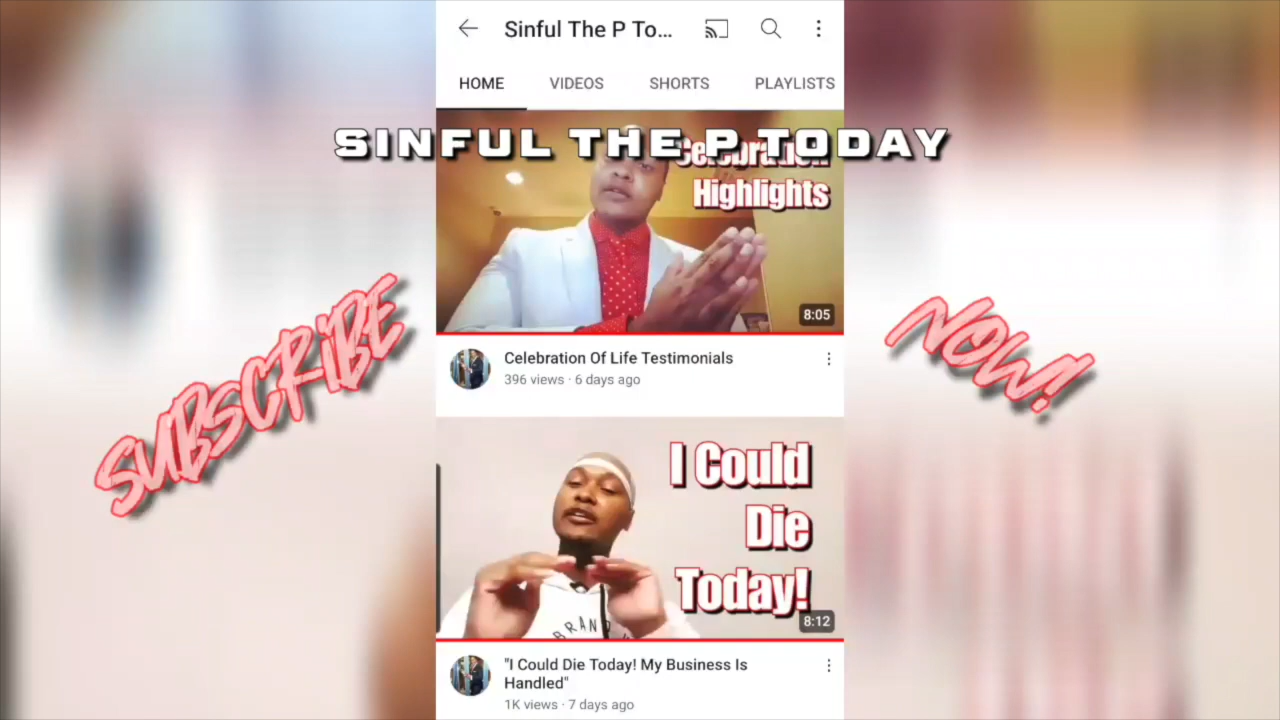 Sinful The P To...
HOME VIDEOS SHORTS PLAYLISTS
SINFUL THE P TODAY
Celebration
Highlights
8:05
SUBSCRIBE
NOW!
Celebration Of Life Testimonials
396 views · 6 days ago
I Could
Die
Today!
BRAND
8:12
"I Could Die Today! My Business Is
Handled"
1K views · 7 days ago